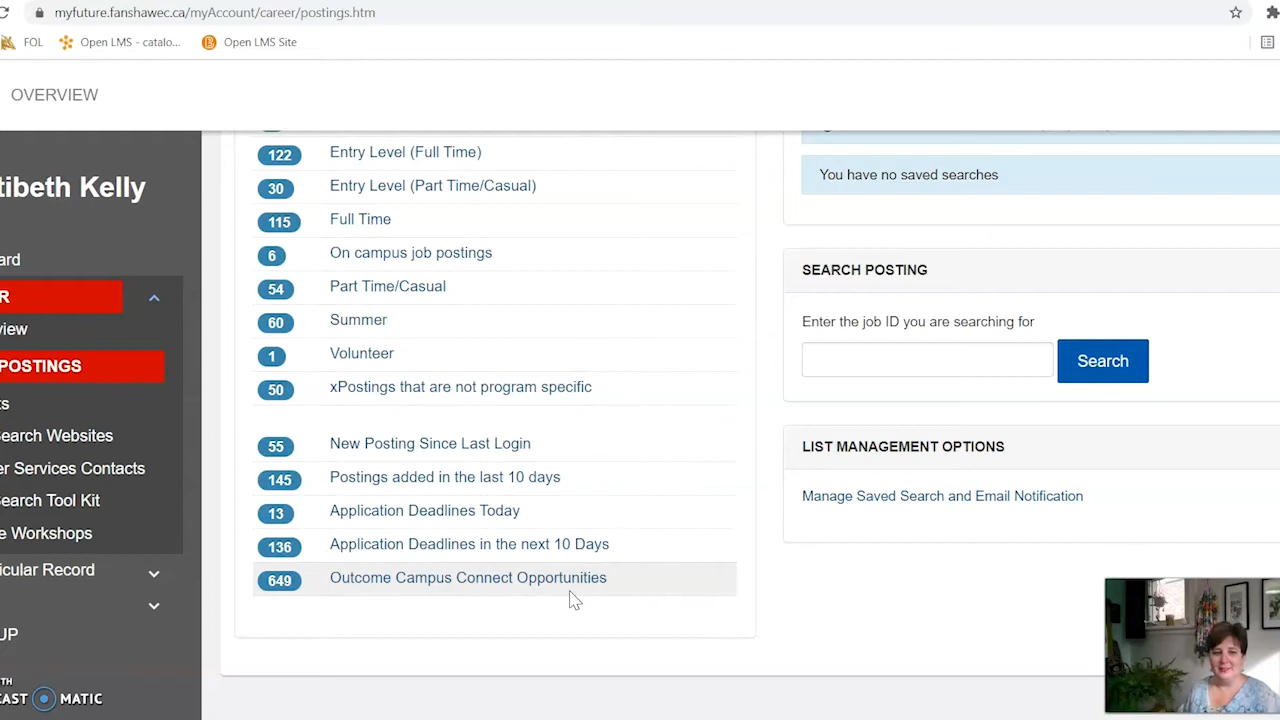 myfuture.fanshawec.ca/myAccount/career/postings.htm
FOL
Open LMS - catalo...
Open LMS Site
OVERVIEW
tibeth Kelly
ard
R
view
POSTINGS
ts
earch Websites
er Services Contacts
earch Tool Kit
e Workshops
icular Record
UP
TH
CAST MATIC
122 Entry Level (Full Time)
30 Entry Level (Part Time/Casual)
115 Full Time
6 On campus job postings
54 Part Time/Casual
60 Summer
1 Volunteer
50 xPostings that are not program specific
55 New Posting Since Last Login
145 Postings added in the last 10 days
13 Application Deadlines Today
136 Application Deadlines in the next 10 Days
649 Outcome Campus Connect Opportunities
You have no saved searches
SEARCH POSTING
Enter the job ID you are searching for
Search
LIST MANAGEMENT OPTIONS
Manage Saved Search and Email Notification